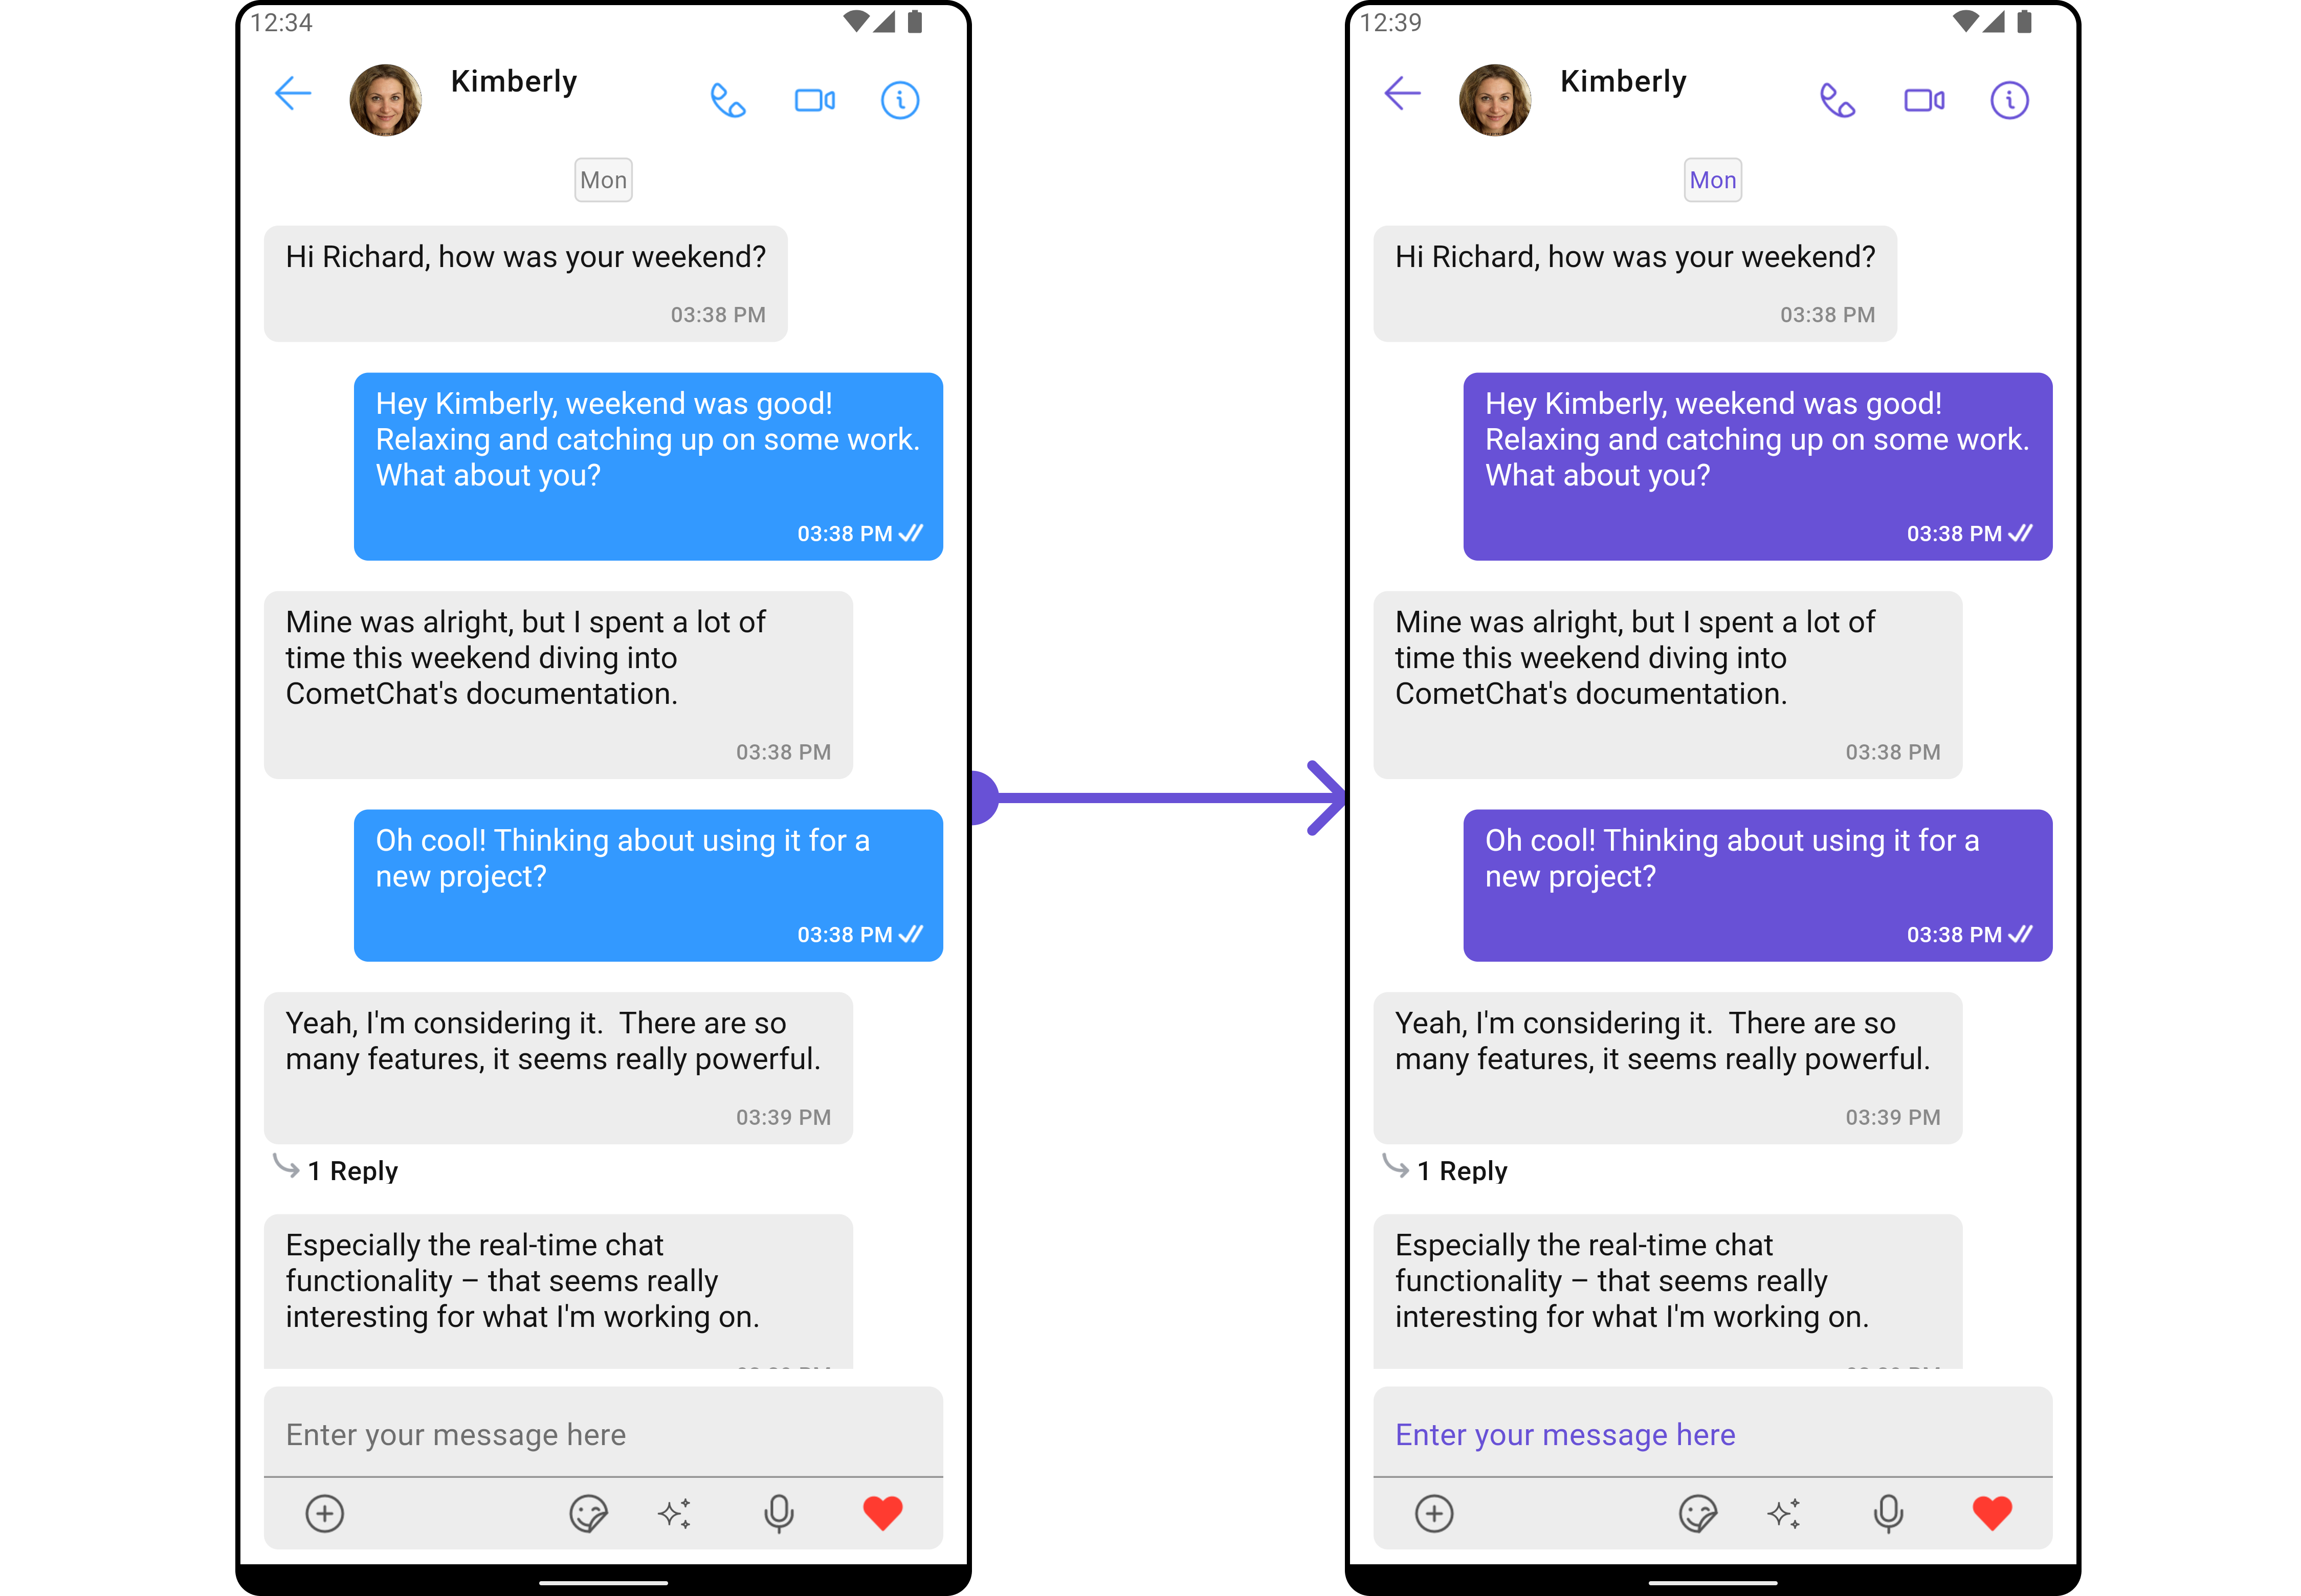 12:34
Kimberly
Mon
Hi Richard, how was your weekend?
03:38 PM
Hey Kimberly, weekend was good!
Relaxing and catching up on some work.
What about you?
03:38 PM
Mine was alright, but I spent a lot of
time this weekend diving into
CometChat's documentation.
03:38 PM
Oh cool! Thinking about using it for a
new project?
03:38 PM
Yeah, I'm considering it.  There are so
many features, it seems really powerful.
03:39 PM
1 Reply
Especially the real-time chat
functionality – that seems really
interesting for what I'm working on.
Enter your message here
12:39
Kimberly
Mon
Hi Richard, how was your weekend?
03:38 PM
Hey Kimberly, weekend was good!
Relaxing and catching up on some work.
What about you?
03:38 PM
Mine was alright, but I spent a lot of
time this weekend diving into
CometChat's documentation.
03:38 PM
Oh cool! Thinking about using it for a
new project?
03:38 PM
Yeah, I'm considering it.  There are so
many features, it seems really powerful.
03:39 PM
1 Reply
Especially the real-time chat
functionality – that seems really
interesting for what I'm working on.
Enter your message here